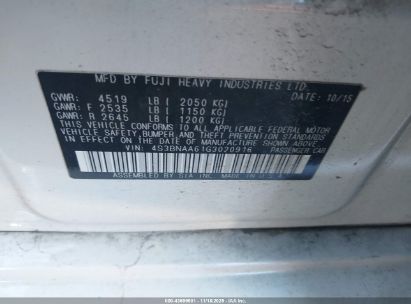 MFD BY FUJI HEAVY INDUSTRIES LTD.
GVWR: 4519 LB ( 2050 KG) DATE: 10/15
GAWR: F 2535 LB ( 1150 KG)
GAWR: R 2645 LB ( 1200 KG)
THIS VEHICLE CONFORMS TO ALL APPLICABLE FEDERAL MOTOR
VEHICLE SAFETY, BUMPER, AND THEFT PREVENTION STANDARDS
IN EFFECT ON THE DATE OF MANUFACTURE SHOWN ABOVE.
VIN: 4S3BNAA61G3020916 PASSENGER CAR
ASSEMBLED BY SIA INC. MADE IN U.S.A.